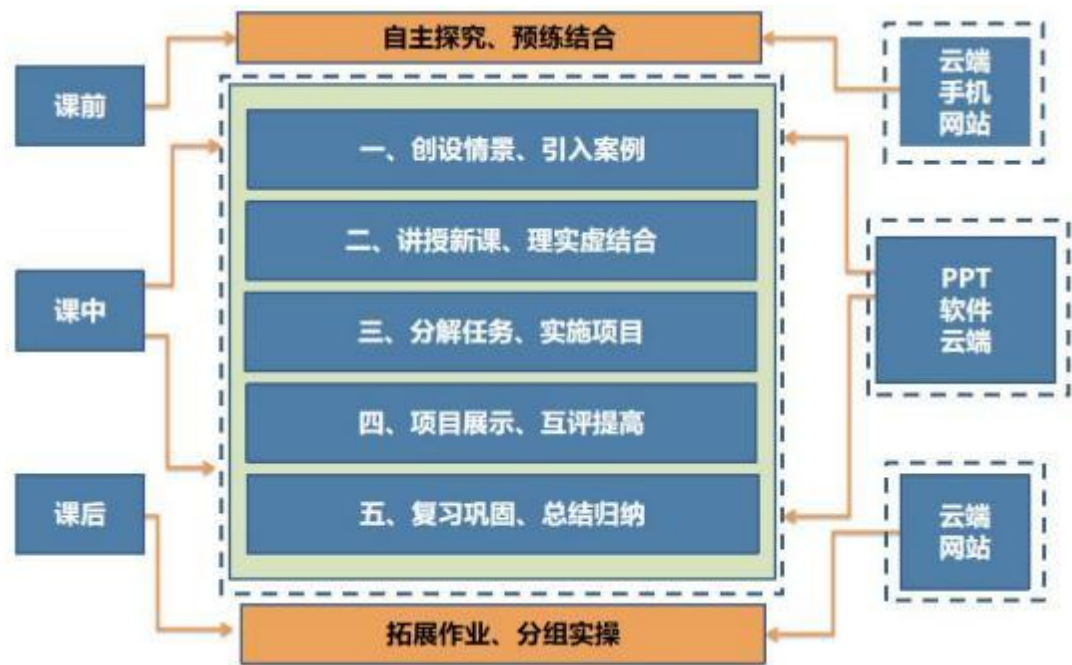 自主探究、预练结合
课前
云端
手机
网站
一、创设情景、引入案例
二、讲授新课、理实虚结合
课中
PPT
软件
云端
三、分解任务、实施项目
四、项目展示、互评提高
课后
五、复习巩固、总结归纳
云端
网站
拓展作业、分组实操